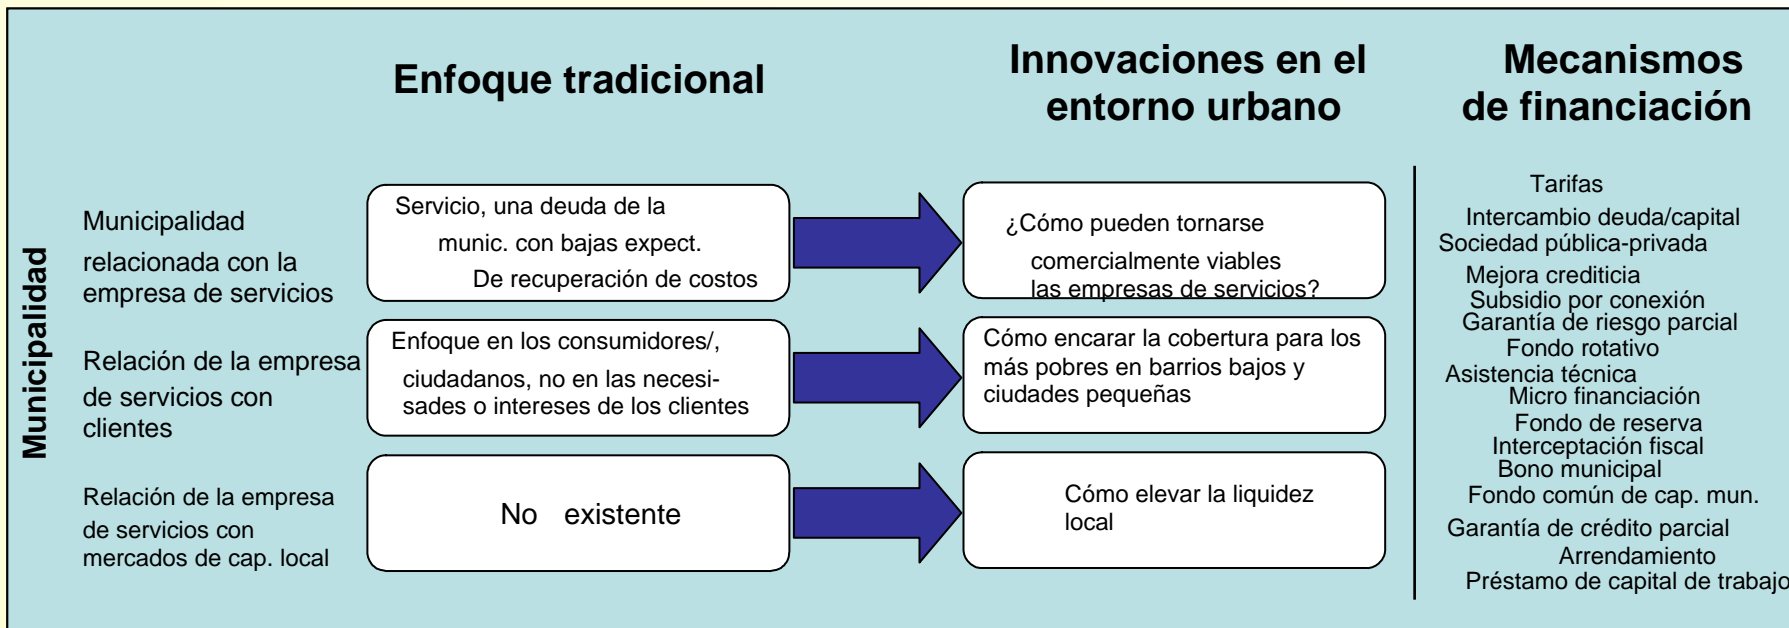 Enfoque tradicional
Innovaciones en el
entorno urbano
Mecanismos
de financiación
Municipalidad
Municipalidad
relacionada con la
empresa de servicios
Servicio, una deuda de la
munic. con bajas expect.
De recuperación de costos
¿Cómo pueden tornarse
comercialmente viables
las empresas de servicios?
Relación de la empresa
de servicios con
clientes
Enfoque en los consumidores/,
ciudadanos, no en las necesi-
sades o intereses de los clientes
Cómo encarar la cobertura para los
más pobres en barrios bajos y
ciudades pequeñas
Relación de la empresa
de servicios con
mercados de cap. local
No existente
Cómo elevar la liquidez
local
Tarifas
Intercambio deuda/capital
Sociedad pública-privada
Mejora crediticia
Subsidio por conexión
Garantía de riesgo parcial
Fondo rotativo
Asistencia técnica
Micro financiación
Fondo de reserva
Interceptación fiscal
Bono municipal
Fondo común de cap. mun.
Garantía de crédito parcial
Arrendamiento
Préstamo de capital de trabajo